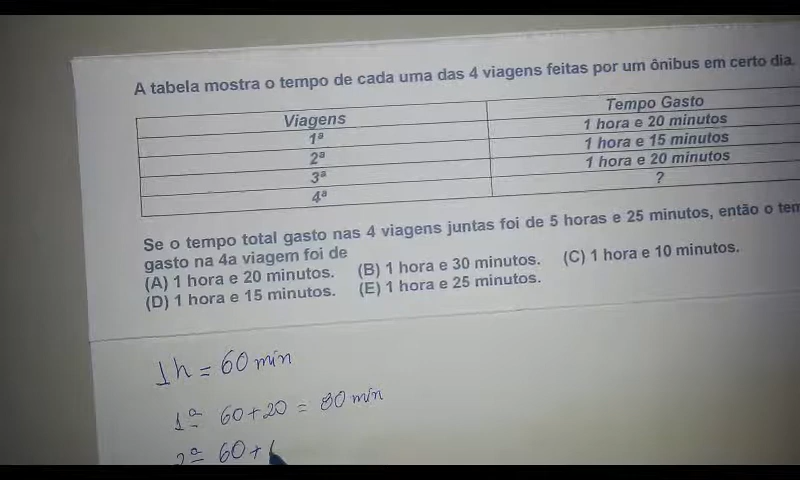 A tabela mostra o tempo de cada uma das 4 viagens feitas por um ônibus em certo dia.
Viagens Tempo Gasto
1ª 1 hora e 20 minutos
2ª 1 hora e 15 minutos
3ª 1 hora e 20 minutos
4ª ?
Se o tempo total gasto nas 4 viagens juntas foi de 5 horas e 25 minutos, então o tem
gasto na 4a viagem foi de
(A) 1 hora e 20 minutos. (B) 1 hora e 30 minutos. (C) 1 hora e 10 minutos.
(D) 1 hora e 15 minutos. (E) 1 hora e 25 minutos.
1h = 60 min
1ª 60+20 = 80 min
2ª 60+1